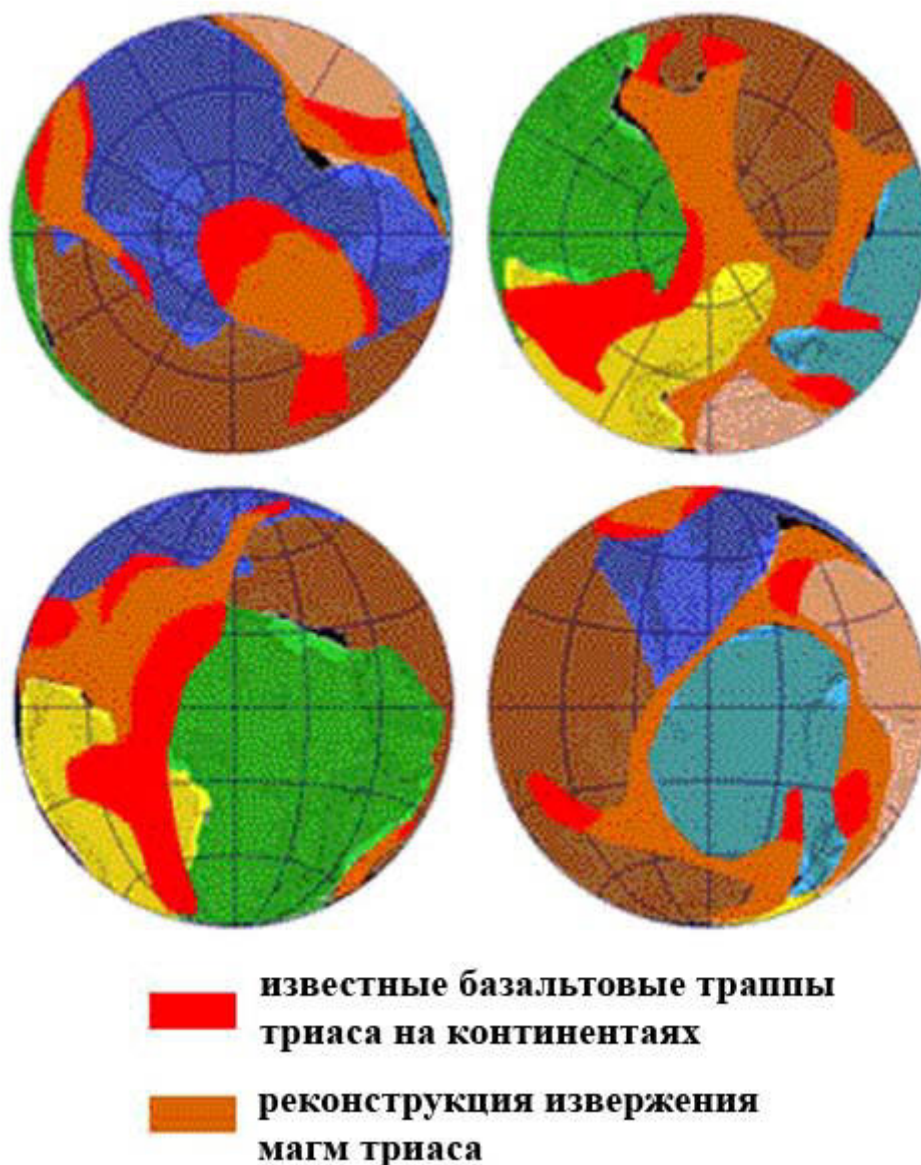 известные базальтовые траппы
триаса на континентаях
реконструкция извержения
магм триаса